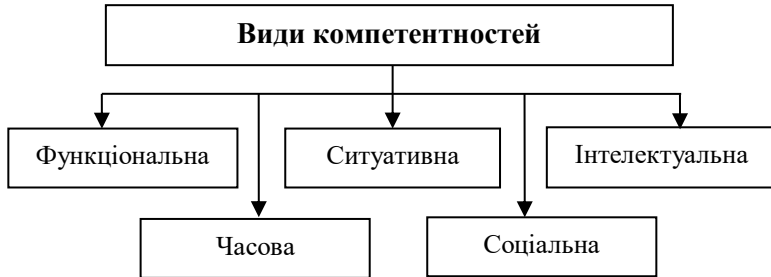 Види компетентностей
Функціональна
Ситуативна
Інтелектуальна
Часова
Соціальна